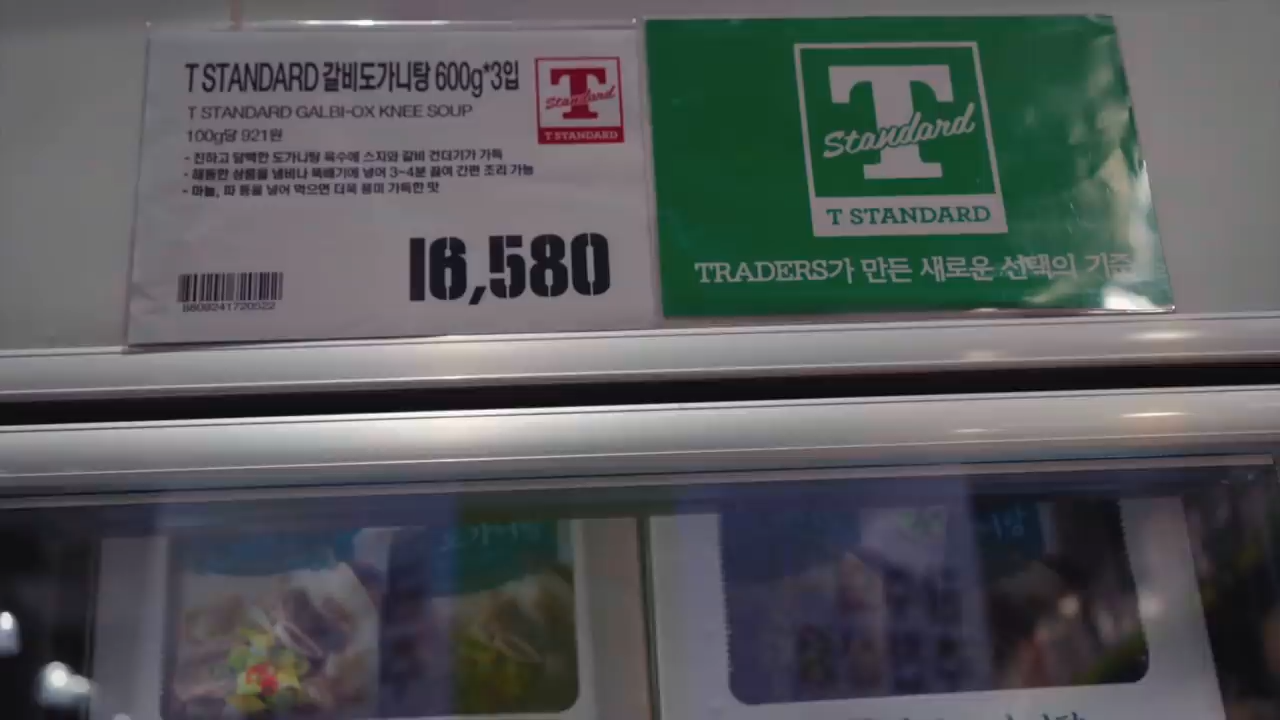 T STANDARD 갈비도가니탕 600g*3입
T STANDARD GALBI-OX KNEE SOUP
100g당 921원
- 진하고 담백한 도가니탕 육수에 스지와 갈비 건더기가 가득
- 해동한 상품을 냄비나 뚝배기에 넣어 3~4분 끓여 간편 조리 가능
- 마늘, 파 등을 넣어 먹으면 더욱 풍미 가득한 맛
16,580
8809241720522
T
Standard
T STANDARD
T
Standard
T STANDARD
TRADERS가 만든 새로운 선택의 기준